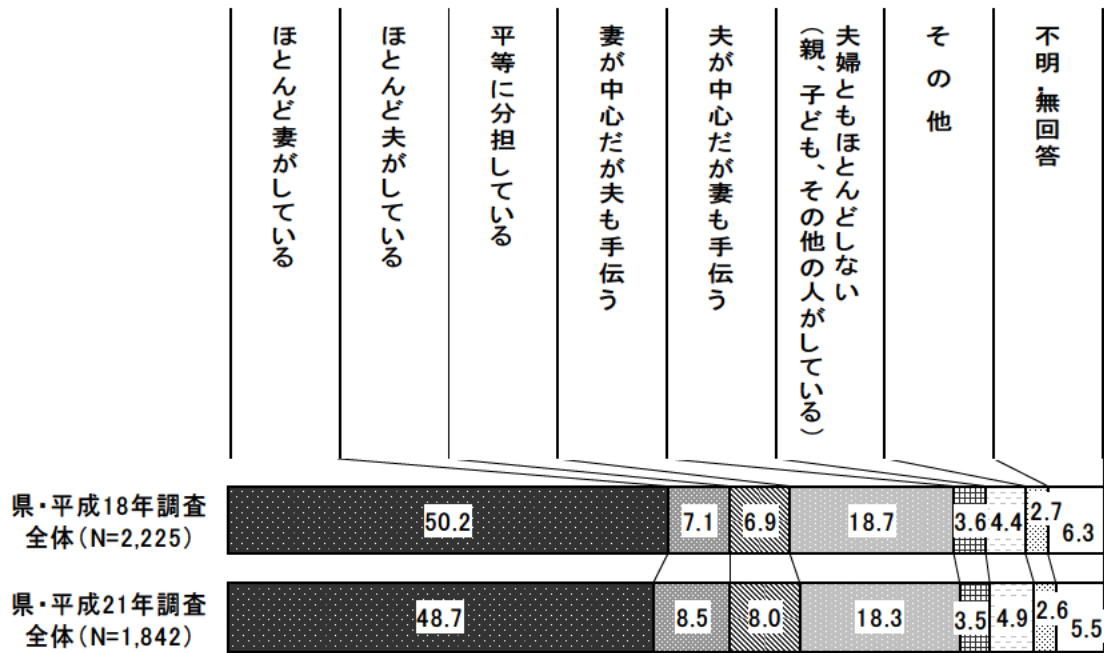 ほとんど妻がしている
ほとんど夫がしている
平等に分担している
妻が中心だが夫も手伝う
夫が中心だが妻も手伝う
夫婦ともほとんどしない
（親、子ども、その他の人がしている）
その他
不明・無回答
県・平成18年調査
全体（N=2,225）
50.2
7.1
6.9
18.7
3.6
4.4
2.7
6.3
県・平成21年調査
全体（N=1,842）
48.7
8.5
8.0
18.3
3.5
4.9
2.6
5.5